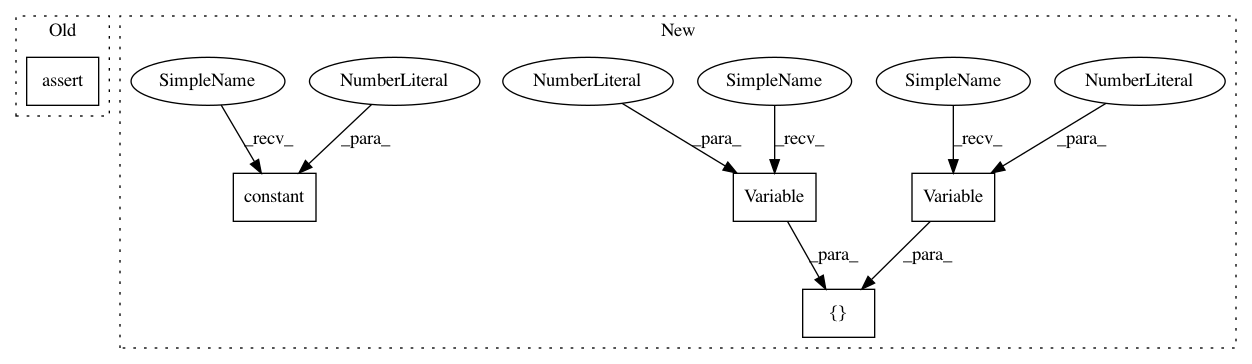 Old
New
assert
SimpleName
NumberLiteral
NumberLiteral
SimpleName
SimpleName
NumberLiteral
_recv_
_para_
_para_
_recv_
_recv_
_para_
constant
Variable
Variable
_para_
_para_
{}